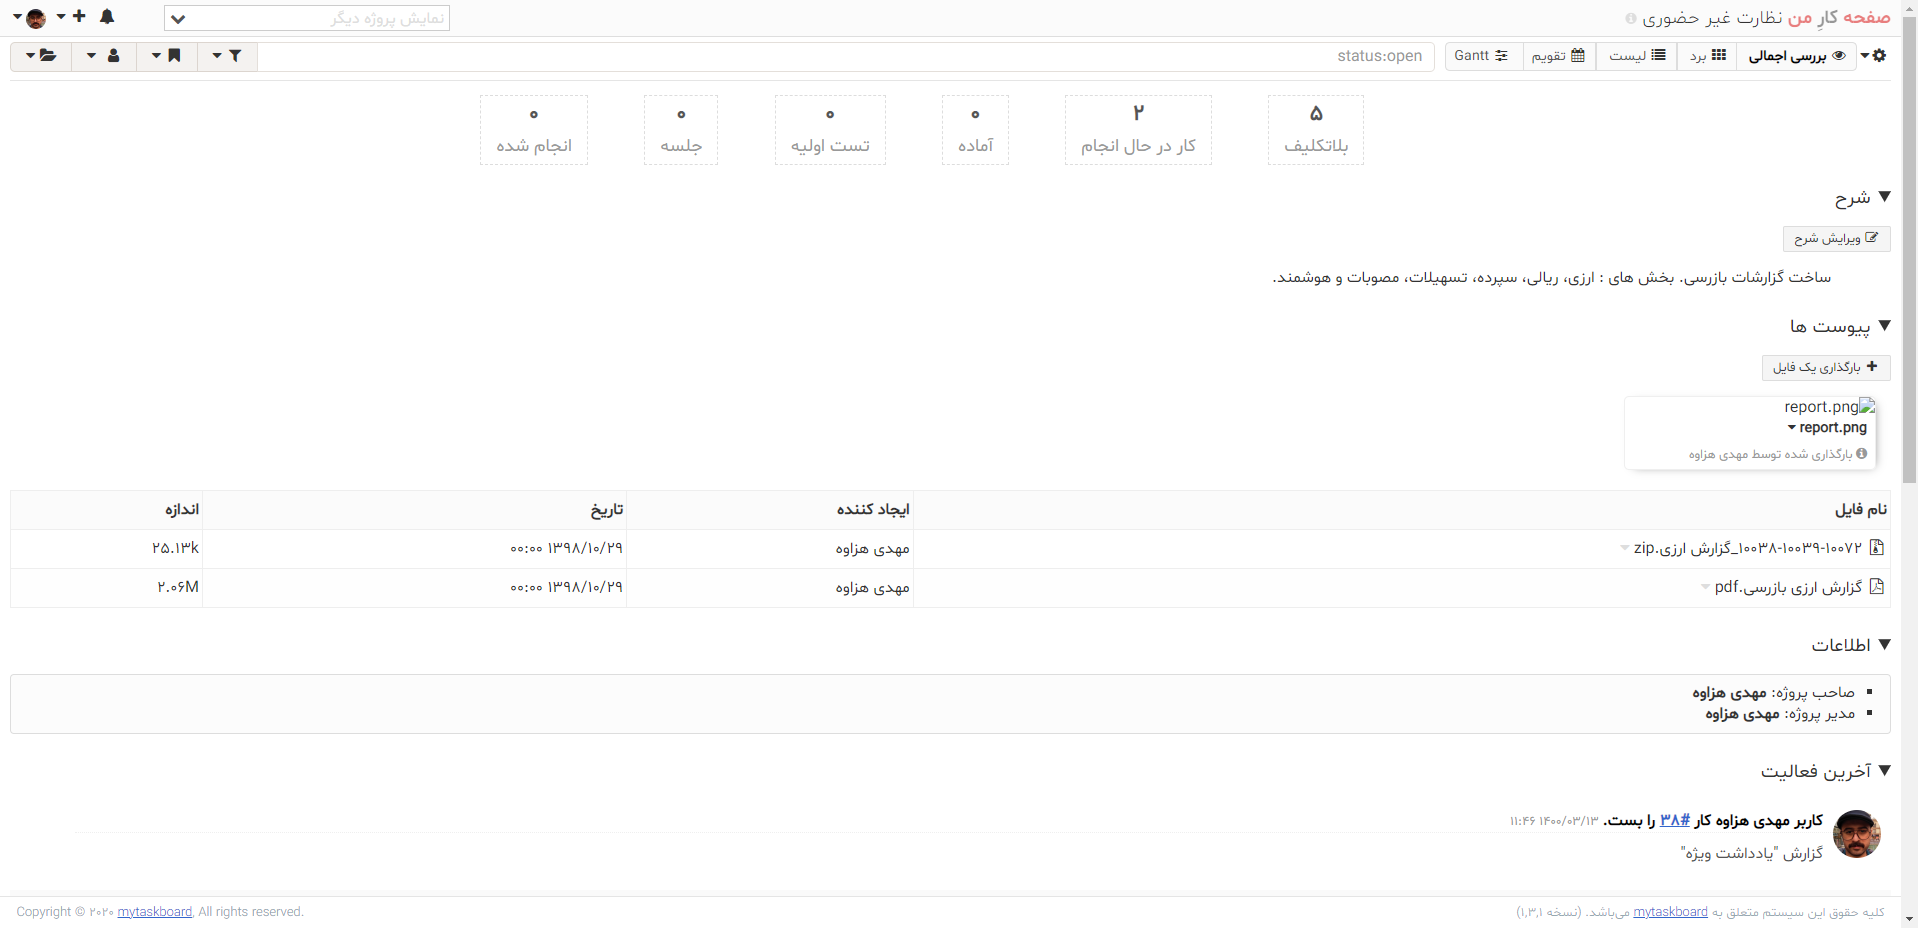 صفحه کارِ من نظارت غیر حضوری
نمایش پروژه دیگر
بررسی اجمالی
برد
لیست
تقویم
Gantt
status:open
۵
بلاتکلیف
۲
کار در حال انجام
۰
آماده
۰
تست اولیه
۰
جلسه
۰
انجام شده
شرح
ویرایش شرح
ساخت گزارشات بازرسی. بخش های : ارزی، ریالی، سپرده، تسهیلات، مصوبات و هوشمند.
پیوست ها
بارگذاری یک فایل
report.png
report.png
بارگذاری شده توسط مهدی هزاوه
نام فایل ایجاد کننده تاریخ اندازه
۱۰۰۳۸-۱۰۰۳۹-۱۰۰۷۲_گزارش ارزی.zip مهدی هزاوه ۱۳۹۸/۱۰/۲۹ ۰۰:۰۰ ۲۵.۱۳k
گزارش ارزی بازرسی.pdf مهدی هزاوه ۱۳۹۸/۱۰/۲۹ ۰۰:۰۰ ۲.۰۶M
اطلاعات
صاحب پروژه: مهدی هزاوه
مدیر پروژه: مهدی هزاوه
آخرین فعالیت
کاربر مهدی هزاوه کار #۳۸ را بست. ۱۴۰۰/۰۳/۱۳ ۱۱:۴۶
گزارش "یادداشت ویژه"
کلیه حقوق این سیستم متعلق به mytaskboard می‌باشد. (نسخه ۱,۳,۱)
Copyright © ۲۰۲۰ mytaskboard, All rights reserved.